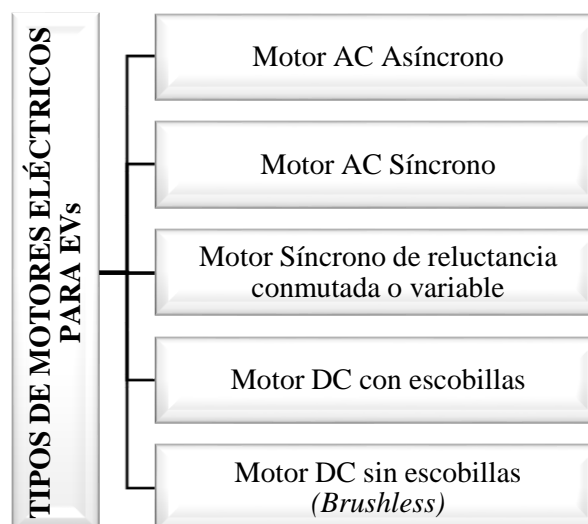 TIPOS DE MOTORES ELÉCTRICOS
PARA EVs
Motor AC Asíncrono
Motor AC Síncrono
Motor Síncrono de reluctancia
conmutada o variable
Motor DC con escobillas
Motor DC sin escobillas
(Brushless)